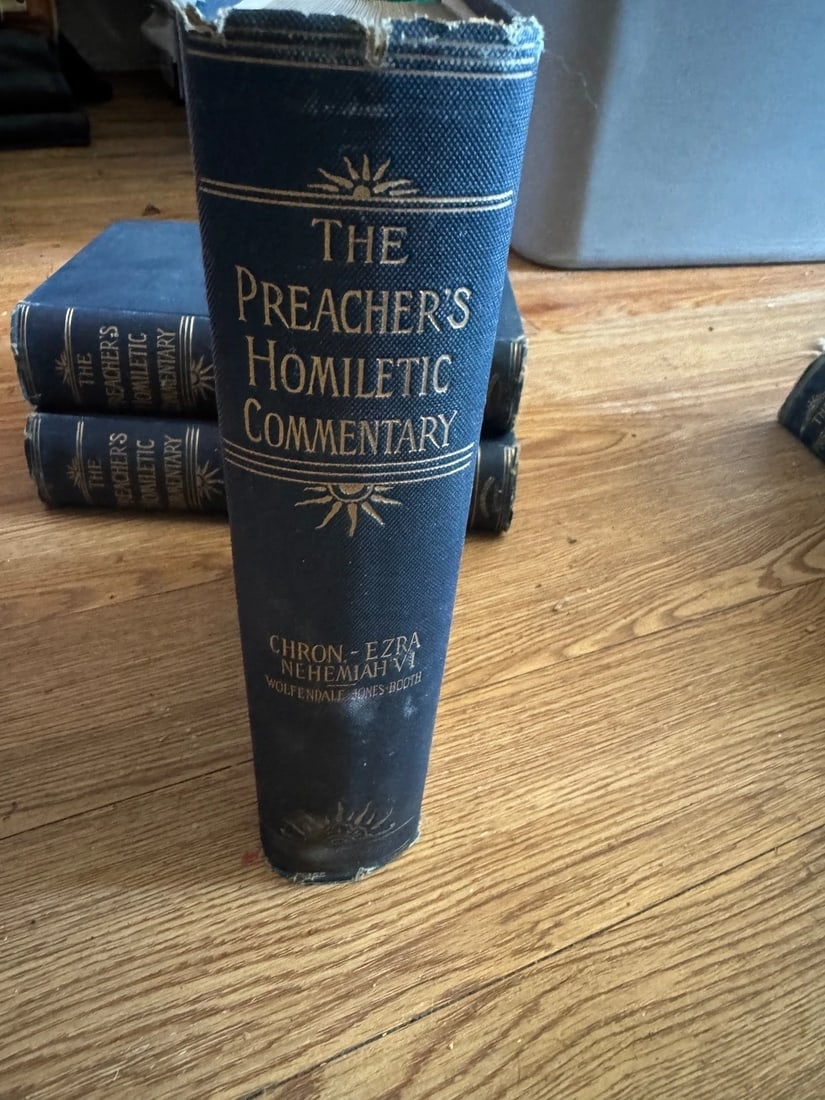 THE
PREACHER'S
HOMILETIC
COMMENTARY
CHRON.-EZRA
NEHEMIAH VI
WOLFENDALE-JONES-BOOTH
THE
PREACHER'S
HOMILETIC
COMMENTARY
THE
PREACHER'S
HOMILETIC
COMMENTARY